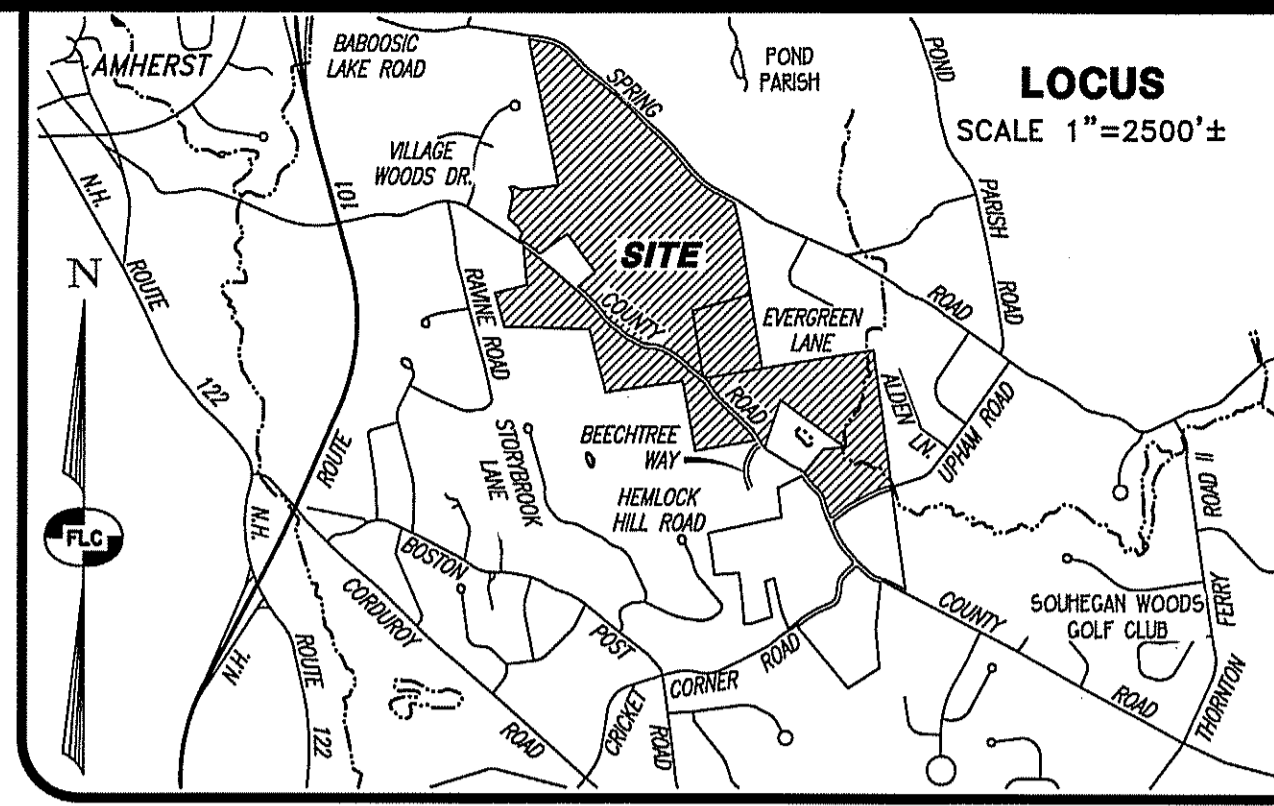 AMHERST
BABOOSIC
LAKE ROAD
POND
PARISH
LOCUS
SCALE 1"=2500'±
SPRING
ROAD
POND
PARISH
ROAD
VILLAGE
WOODS DR.
101
N.H.
ROUTE
122
N
SITE
RAVINE ROAD
COUNTY
ROAD
EVERGREEN
LANE
ALDEN
LN.
UPHAM ROAD
ROUTE
STORYBROOK
LANE
BEECHTREE
WAY
HEMLOCK
HILL ROAD
FLC
N.H.
BOSTON
POST
ROAD
CORDUROY
ROAD
ROUTE
122
N.H.
CRICKET
CORNER
ROAD
COUNTY
ROAD
SOUHEGAN WOODS
GOLF CLUB
THORNTON
FERRY
ROAD II